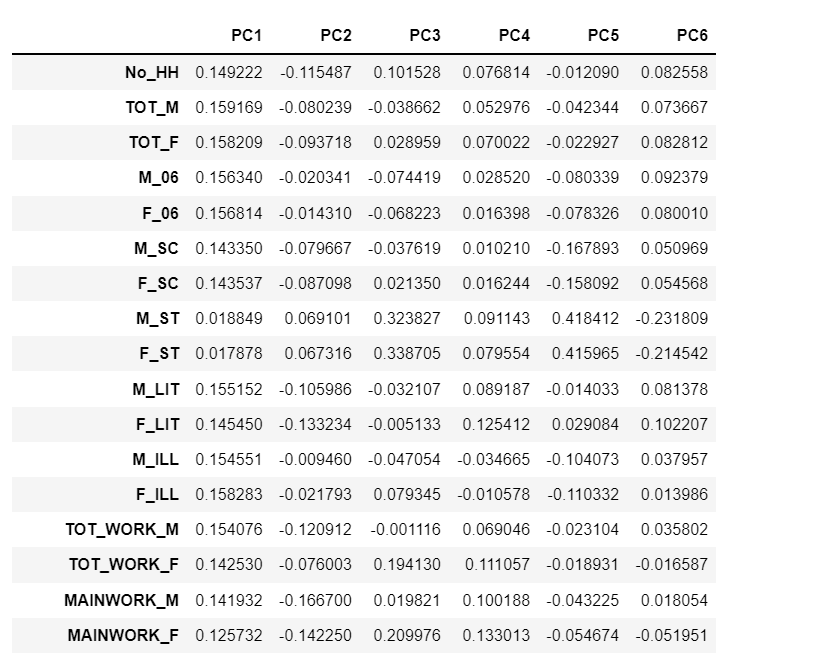 PC1 PC2 PC3 PC4 PC5 PC6
No_HH 0.149222 -0.115487 0.101528 0.076814 -0.012090 0.082558
TOT_M 0.159169 -0.080239 -0.038662 0.052976 -0.042344 0.073667
TOT_F 0.158209 -0.093718 0.028959 0.070022 -0.022927 0.082812
M_06 0.156340 -0.020341 -0.074419 0.028520 -0.080339 0.092379
F_06 0.156814 -0.014310 -0.068223 0.016398 -0.078326 0.080010
M_SC 0.143350 -0.079667 -0.037619 0.010210 -0.167893 0.050969
F_SC 0.143537 -0.087098 0.021350 0.016244 -0.158092 0.054568
M_ST 0.018849 0.069101 0.323827 0.091143 0.418412 -0.231809
F_ST 0.017878 0.067316 0.338705 0.079554 0.415965 -0.214542
M_LIT 0.155152 -0.105986 -0.032107 0.089187 -0.014033 0.081378
F_LIT 0.145450 -0.133234 -0.005133 0.125412 0.029084 0.102207
M_ILL 0.154551 -0.009460 -0.047054 -0.034665 -0.104073 0.037957
F_ILL 0.158283 -0.021793 0.079345 -0.010578 -0.110332 0.013986
TOT_WORK_M 0.154076 -0.120912 -0.001116 0.069046 -0.023104 0.035802
TOT_WORK_F 0.142530 -0.076003 0.194130 0.111057 -0.018931 -0.016587
MAINWORK_M 0.141932 -0.166700 0.019821 0.100188 -0.043225 0.018054
MAINWORK_F 0.125732 -0.142250 0.209976 0.133013 -0.054674 -0.051951